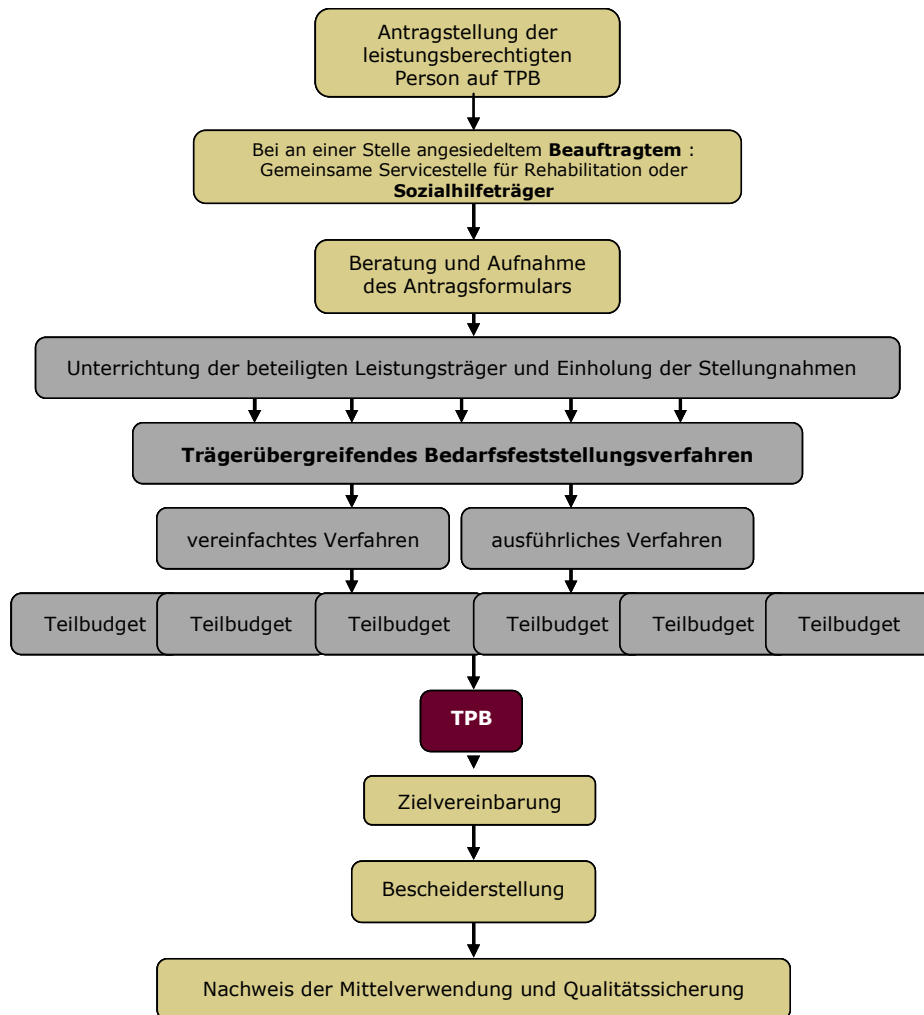 Antragstellung der
leistungsberechtigten
Person auf TPB
Bei an einer Stelle angesiedeltem Beauftragtem :
Gemeinsame Servicestelle für Rehabilitation oder
Sozialhilfeträger
Beratung und Aufnahme
des Antragsformulars
Unterrichtung der beteiligten Leistungsträger und Einholung der Stellungnahmen
Trägerübergreifendes Bedarfsfeststellungsverfahren
vereinfachtes Verfahren
ausführliches Verfahren
Teilbudget
Teilbudget
Teilbudget
Teilbudget
Teilbudget
Teilbudget
TPB
Zielvereinbarung
Bescheiderstellung
Nachweis der Mittelverwendung und Qualitätssicherung